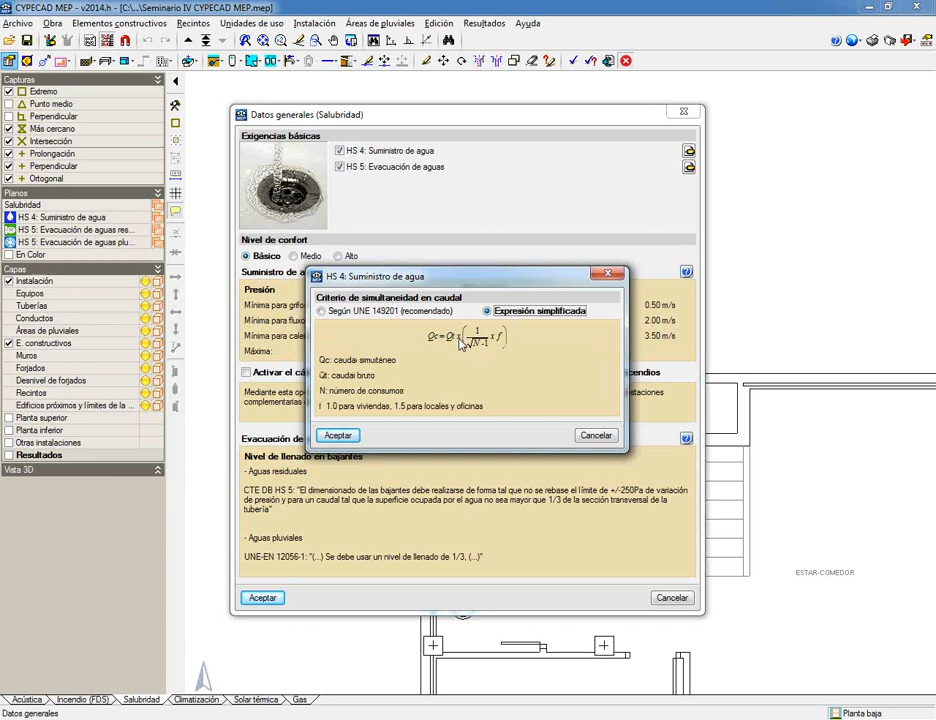 CYPECAD MEP - v2014.h - [C:\...\Seminario IV CYPECAD MEP.mep]
Archivo Obra Elementos constructivos Recintos Unidades de uso Instalación Áreas de pluviales Edición Resultados Ayuda
Capturas
Extremo
Punto medio
Perpendicular
Más cercano
Intersección
Prolongación
Perpendicular
Ortogonal
Planos
Salubridad
HS 4: Suministro de agua
HS 5: Evacuación de aguas res...
HS 5: Evacuación de aguas plu...
En Color
Capas
Instalación
Equipos
Tuberías
Conductos
Áreas de pluviales
E. constructivos
Muros
Forjados
Desnivel de forjados
Recintos
Edificios próximos y límites de la ...
Planta superior
Planta inferior
Otras instalaciones
Resultados
Vista 3D
Datos generales (Salubridad)
Exigencias básicas
HS 4: Suministro de agua
HS 5: Evacuación de aguas
Nivel de confort
Básico Medio Alto
Suministro de a
Presión
Mínima para grifo
Mínima para fluxo
Mínima para cale
Máxima:
0.50 m/s
2.00 m/s
3.50 m/s
Activar el cá
cendios
Mediante esta op
complementarias d
staciones
HS 4: Suministro de agua
Criterio de simultaneidad en caudal
Según UNE 149201 (recomendado) Expresión simplificada
Qc = Qt x (1/√N-1 x f)
Qc: caudal simultáneo
Qt: caudal bruto
N: número de consumos
f: 1.0 para viviendas, 1.5 para locales y oficinas
Aceptar Cancelar
Evacuación de
Nivel de llenado en bajantes
- Aguas residuales
CTE DB HS 5: "El dimensionado de las bajantes debe realizarse de forma tal que no se rebase el límite de +/-250Pa de variación
de presión y para un caudal tal que la superficie ocupada por el agua no sea mayor que 1/3 de la sección transversal de la
tubería"
- Aguas pluviales
UNE-EN 12056-1: "(...) Se debe usar un nivel de llenado de 1/3, (...)"
Aceptar Cancelar
ESTAR-COMEDOR
Acústica Incendio (FDS) Salubridad Climatización Solar térmica Gas
Datos generales Planta baja